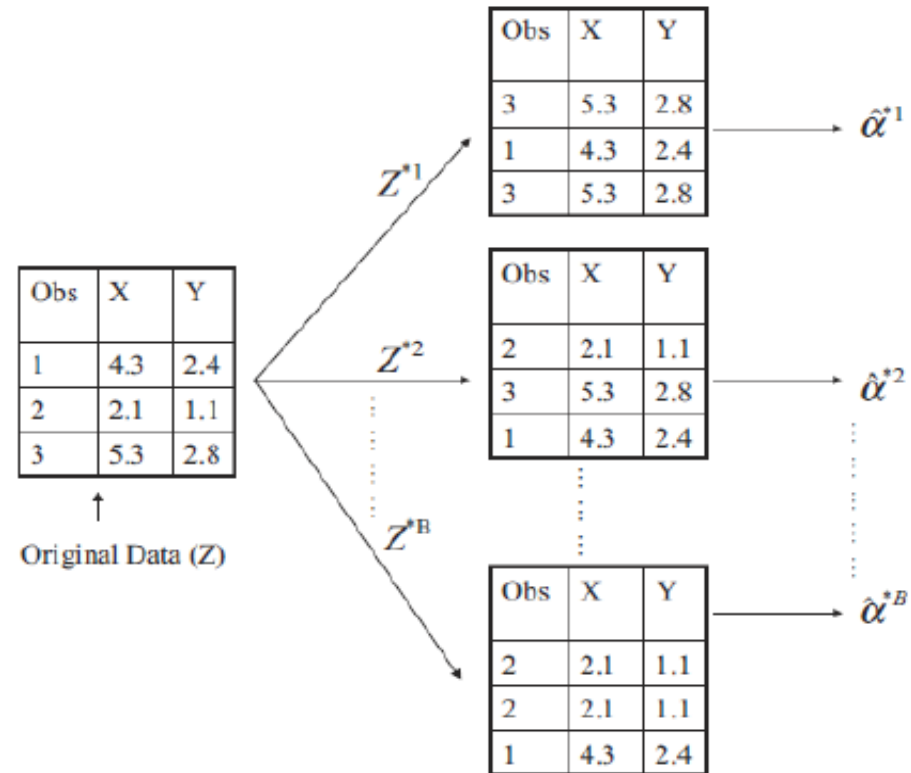 Obs X Y
3 5.3 2.8
1 4.3 2.4
3 5.3 2.8
α̂*1
Z*1
Obs X Y
1 4.3 2.4
2 2.1 1.1
3 5.3 2.8
Original Data (Z)
Z*2
Obs X Y
2 2.1 1.1
3 5.3 2.8
1 4.3 2.4
α̂*2
Z*B
Obs X Y
2 2.1 1.1
2 2.1 1.1
1 4.3 2.4
α̂*B